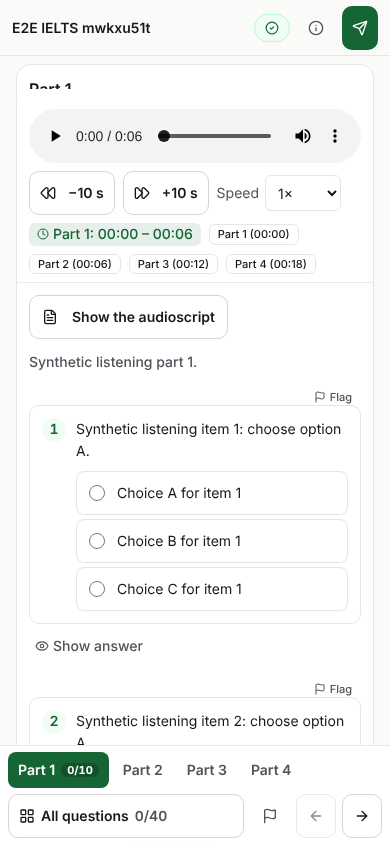 E2E IELTS mwkxu51t
Part 1
0:00 / 0:06
−10 s
+10 s
Speed
1×
Part 1: 00:00 – 00:06
Part 1 (00:00)
Part 2 (00:06)
Part 3 (00:12)
Part 4 (00:18)
Show the audioscript
Synthetic listening part 1.
Flag
1
Synthetic listening item 1: choose option
A.
Choice A for item 1
Choice B for item 1
Choice C for item 1
Show answer
Flag
2
Synthetic listening item 2: choose option
A.
Part 1 0/10
Part 2
Part 3
Part 4
All questions 0/40